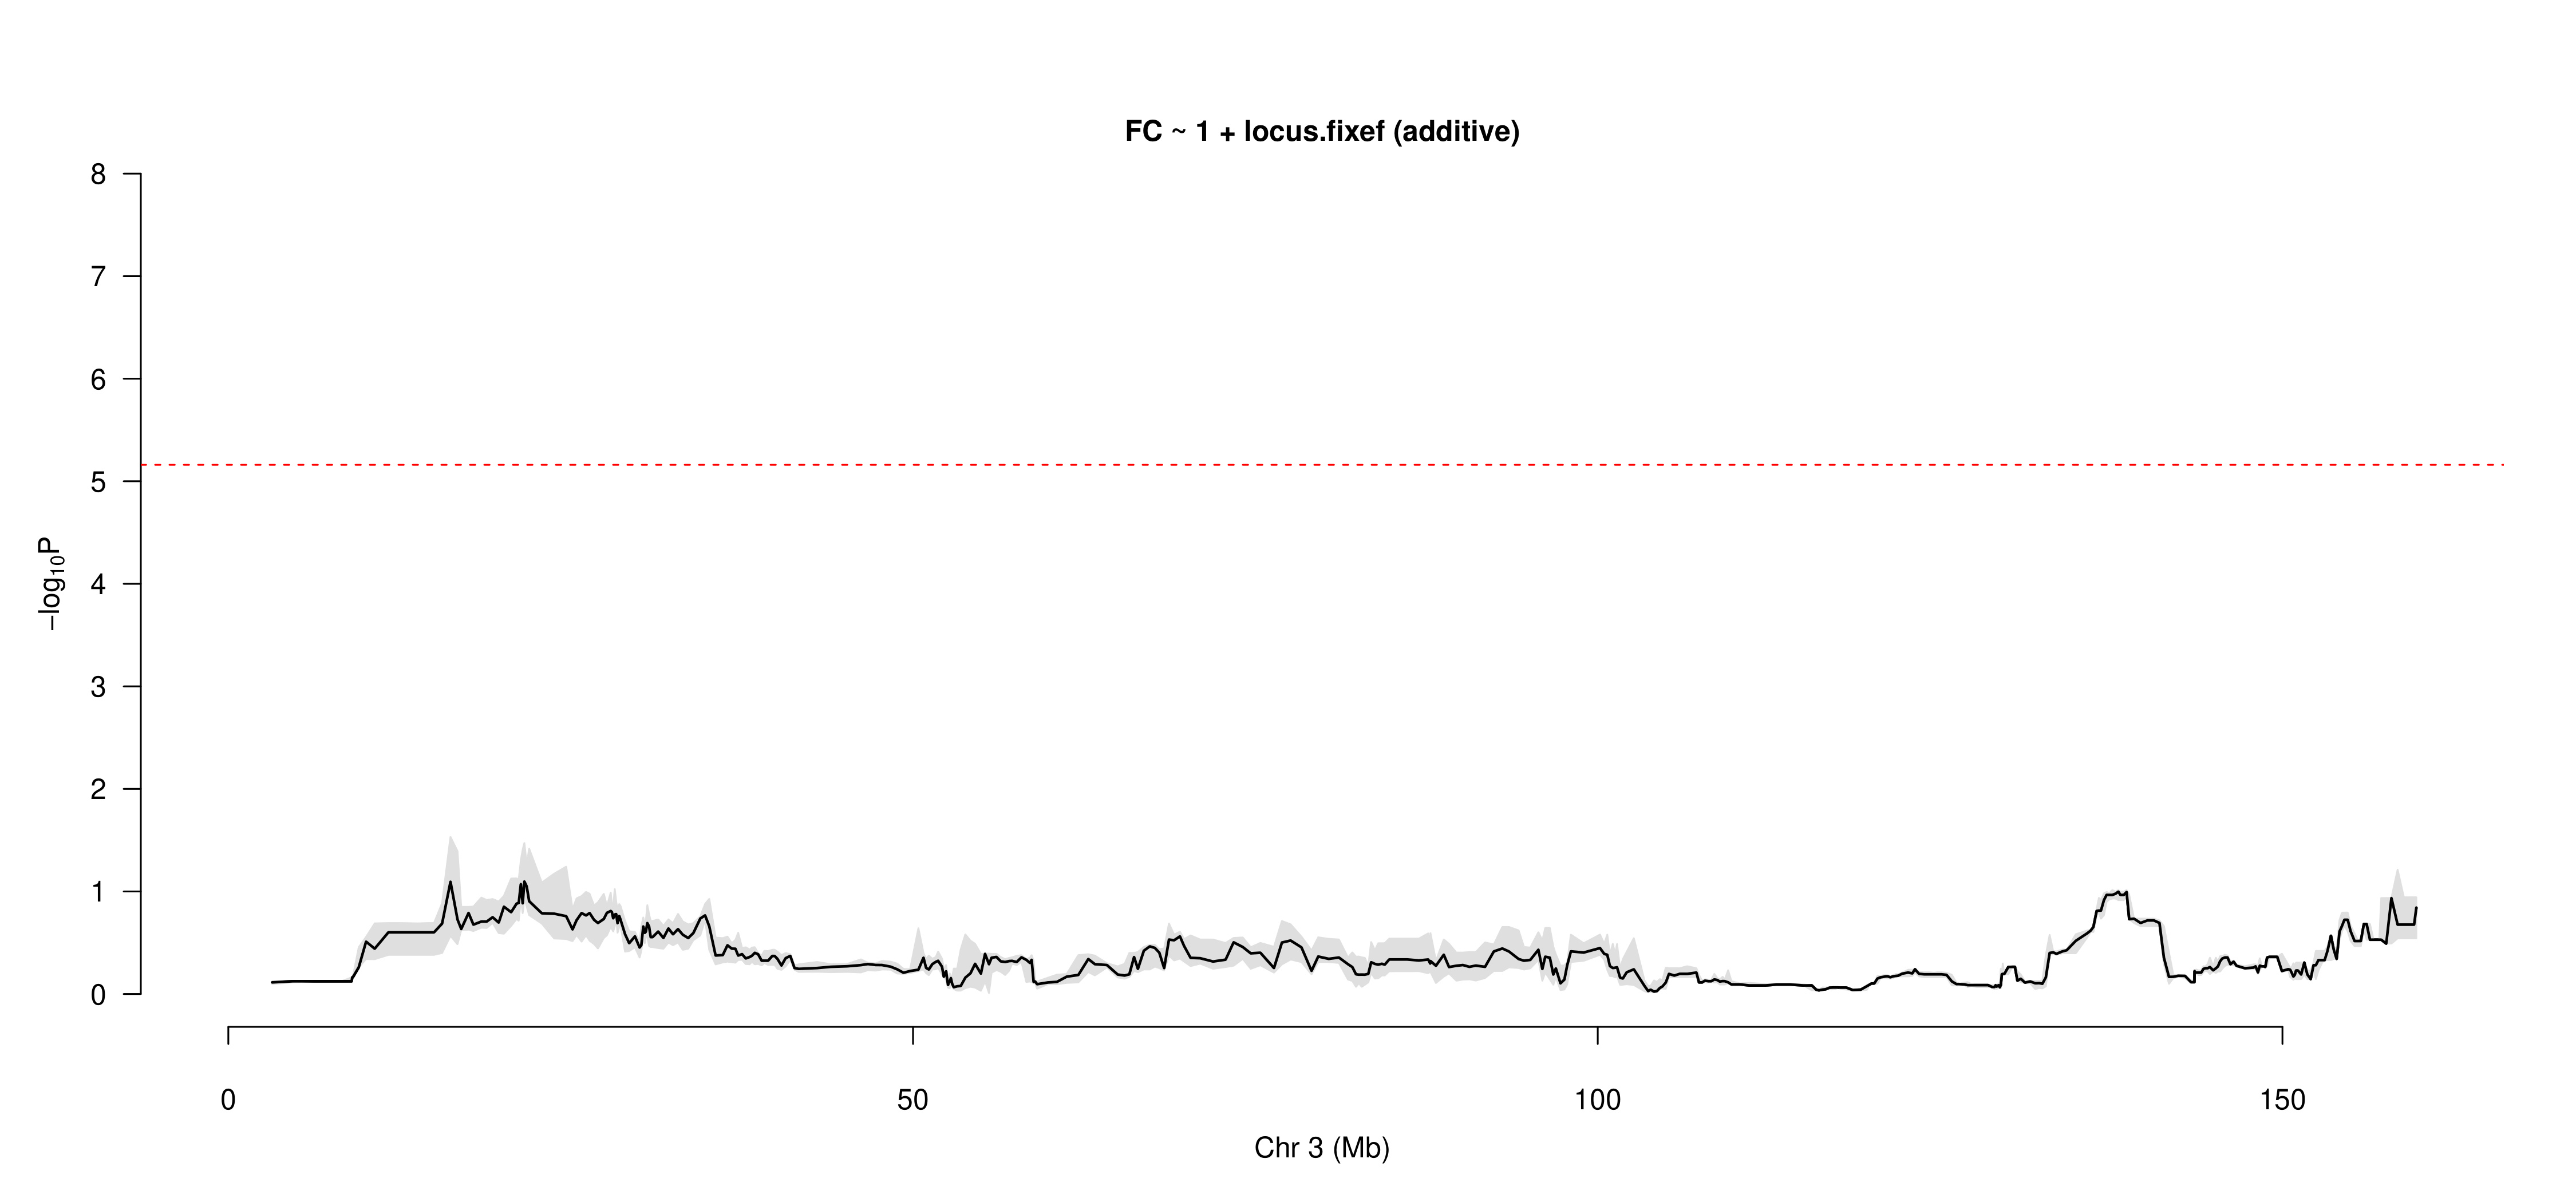 FC ~ 1 + locus.fixef (additive)
8
7
6
5
4
3
2
1
0
−log10P
0 50 100 150
Chr 3 (Mb)